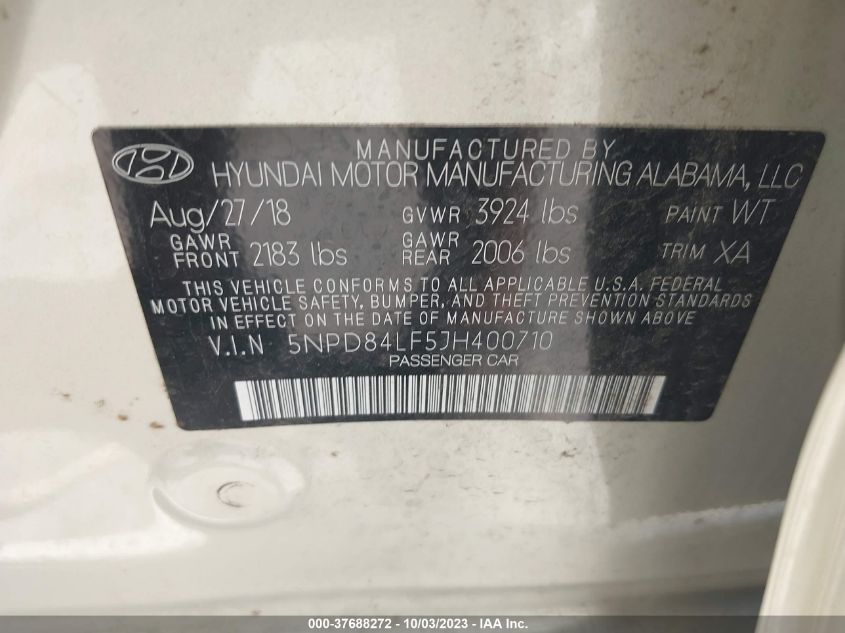 MANUFACTURED BY
HYUNDAI MOTOR MANUFACTURING ALABAMA, LLC
Aug/27/18 GVWR 3924 lbs PAINT WT
GAWR FRONT 2183 lbs GAWR REAR 2006 lbs TRIM XA
THIS VEHICLE CONFORMS TO ALL APPLICABLE U.S.A. FEDERAL
MOTOR VEHICLE SAFETY, BUMPER, AND THEFT PREVENTION STANDARDS
IN EFFECT ON THE DATE OF MANUFACTURE SHOWN ABOVE
V.I.N 5NPD84LF5JH400710
PASSENGER CAR
000-37688272 - 10/03/2023 - IAA Inc.